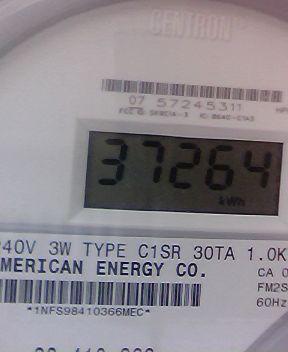 CENTRON
07 57245311
37264
kWh
240V 3W TYPE C1SR 30TA 1.0K
AMERICAN ENERGY CO.
CA 0
FM2S
60Hz
*1NFS98410366MEC*